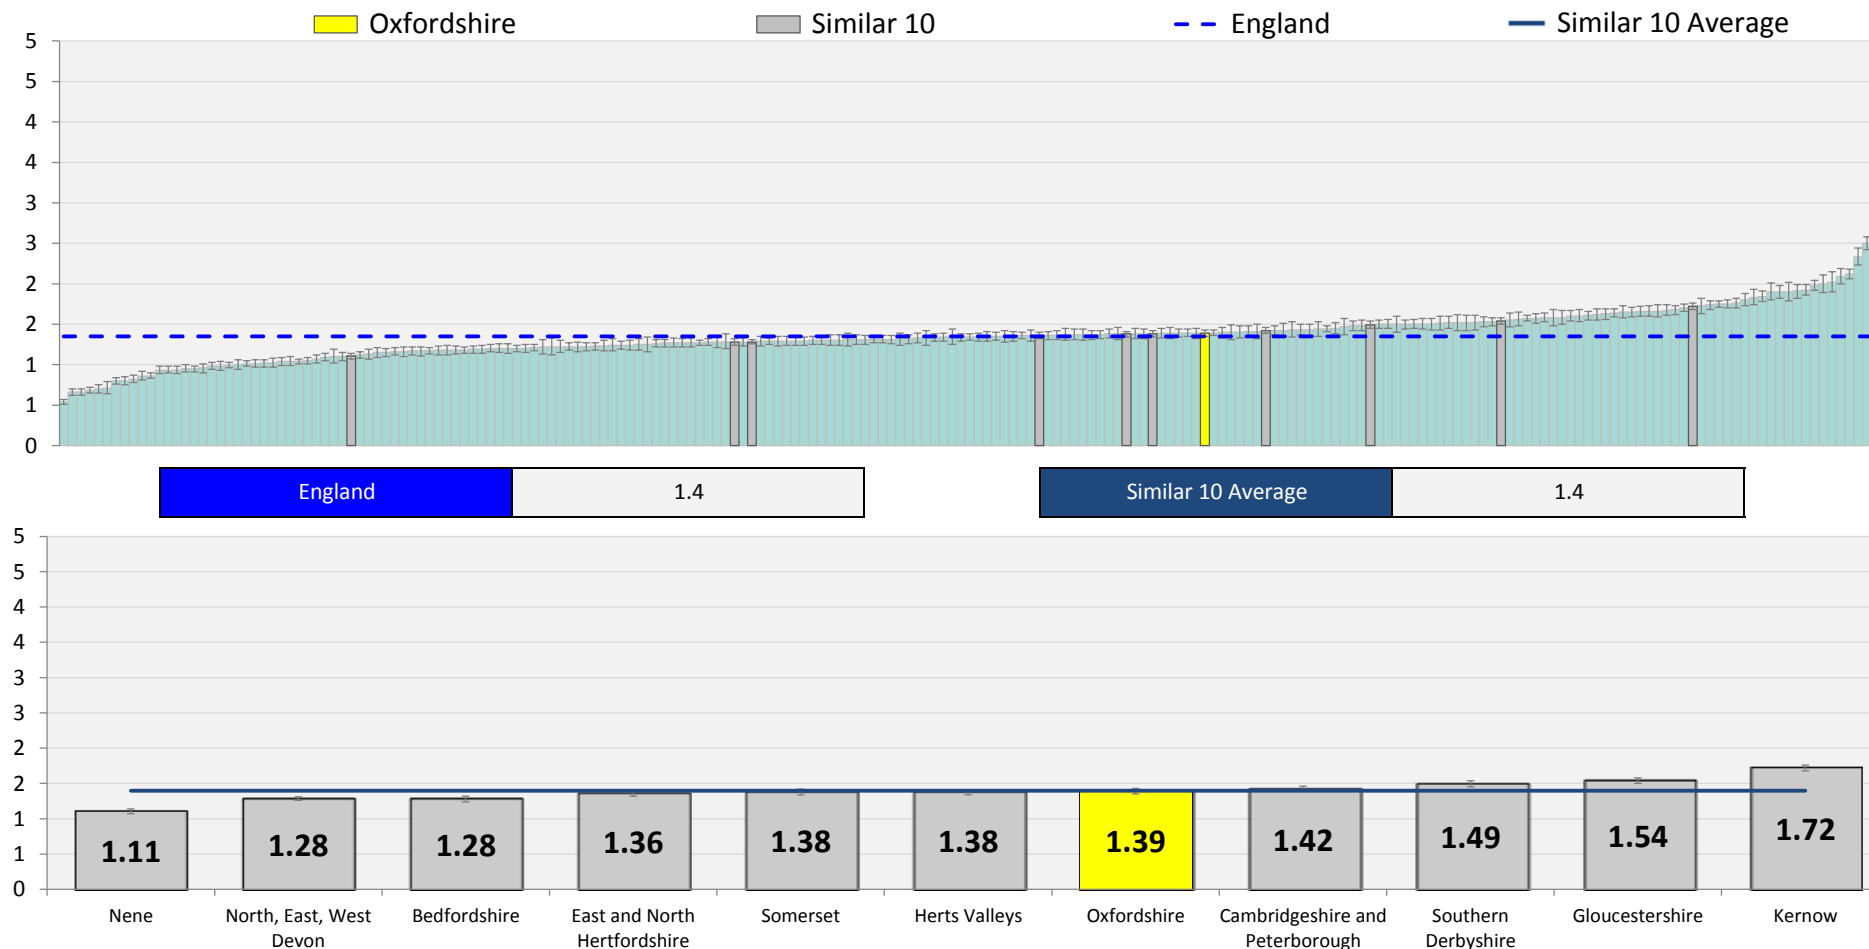 Oxfordshire
Similar 10
England
Similar 10 Average
5
5
4
4
3
3
2
2
1
1
0
England
1.4
Similar 10 Average
1.4
5
5
4
4
3
3
2
2
1
1
0
1.11
1.28
1.28
1.36
1.38
1.38
1.39
1.42
1.49
1.54
1.72
Nene
North, East, West
Devon
Bedfordshire
East and North
Hertfordshire
Somerset
Herts Valleys
Oxfordshire
Cambridgeshire and
Peterborough
Southern
Derbyshire
Gloucestershire
Kernow